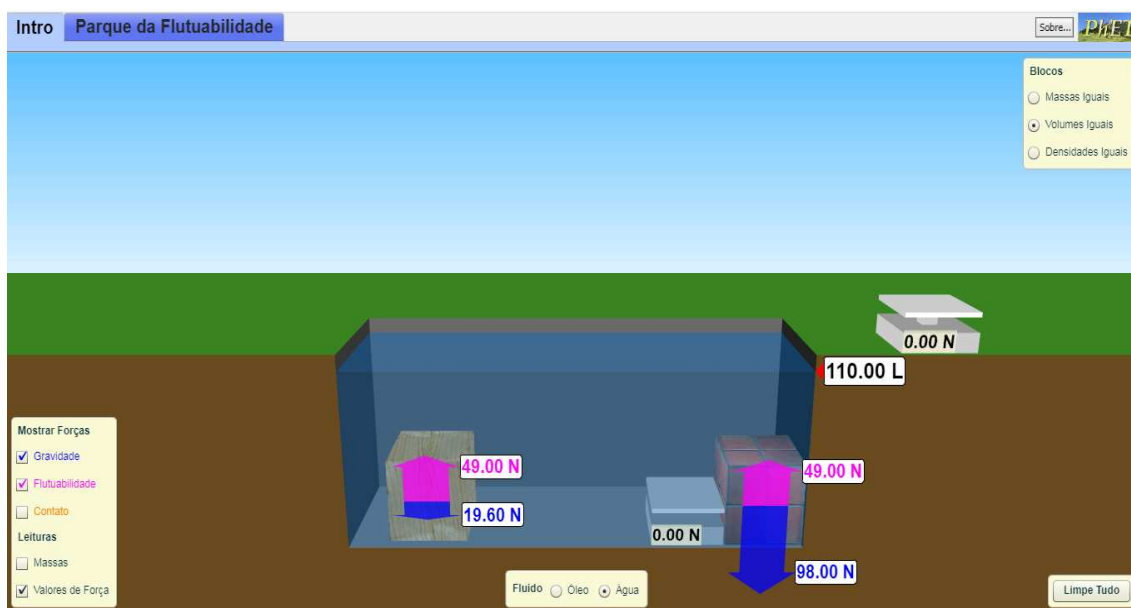 Intro
Parque da Flutuabilidade
Sobre...
PhET
Blocos
Massas Iguais
Volumes Iguais
Densidades Iguais
0.00 N
110.00 L
Mostrar Forças
Gravidade
Flutuabilidade
Contato
Leituras
Massas
Valores de Força
49.00 N
19.60 N
0.00 N
49.00 N
98.00 N
Fluido Óleo Água
Limpe Tudo